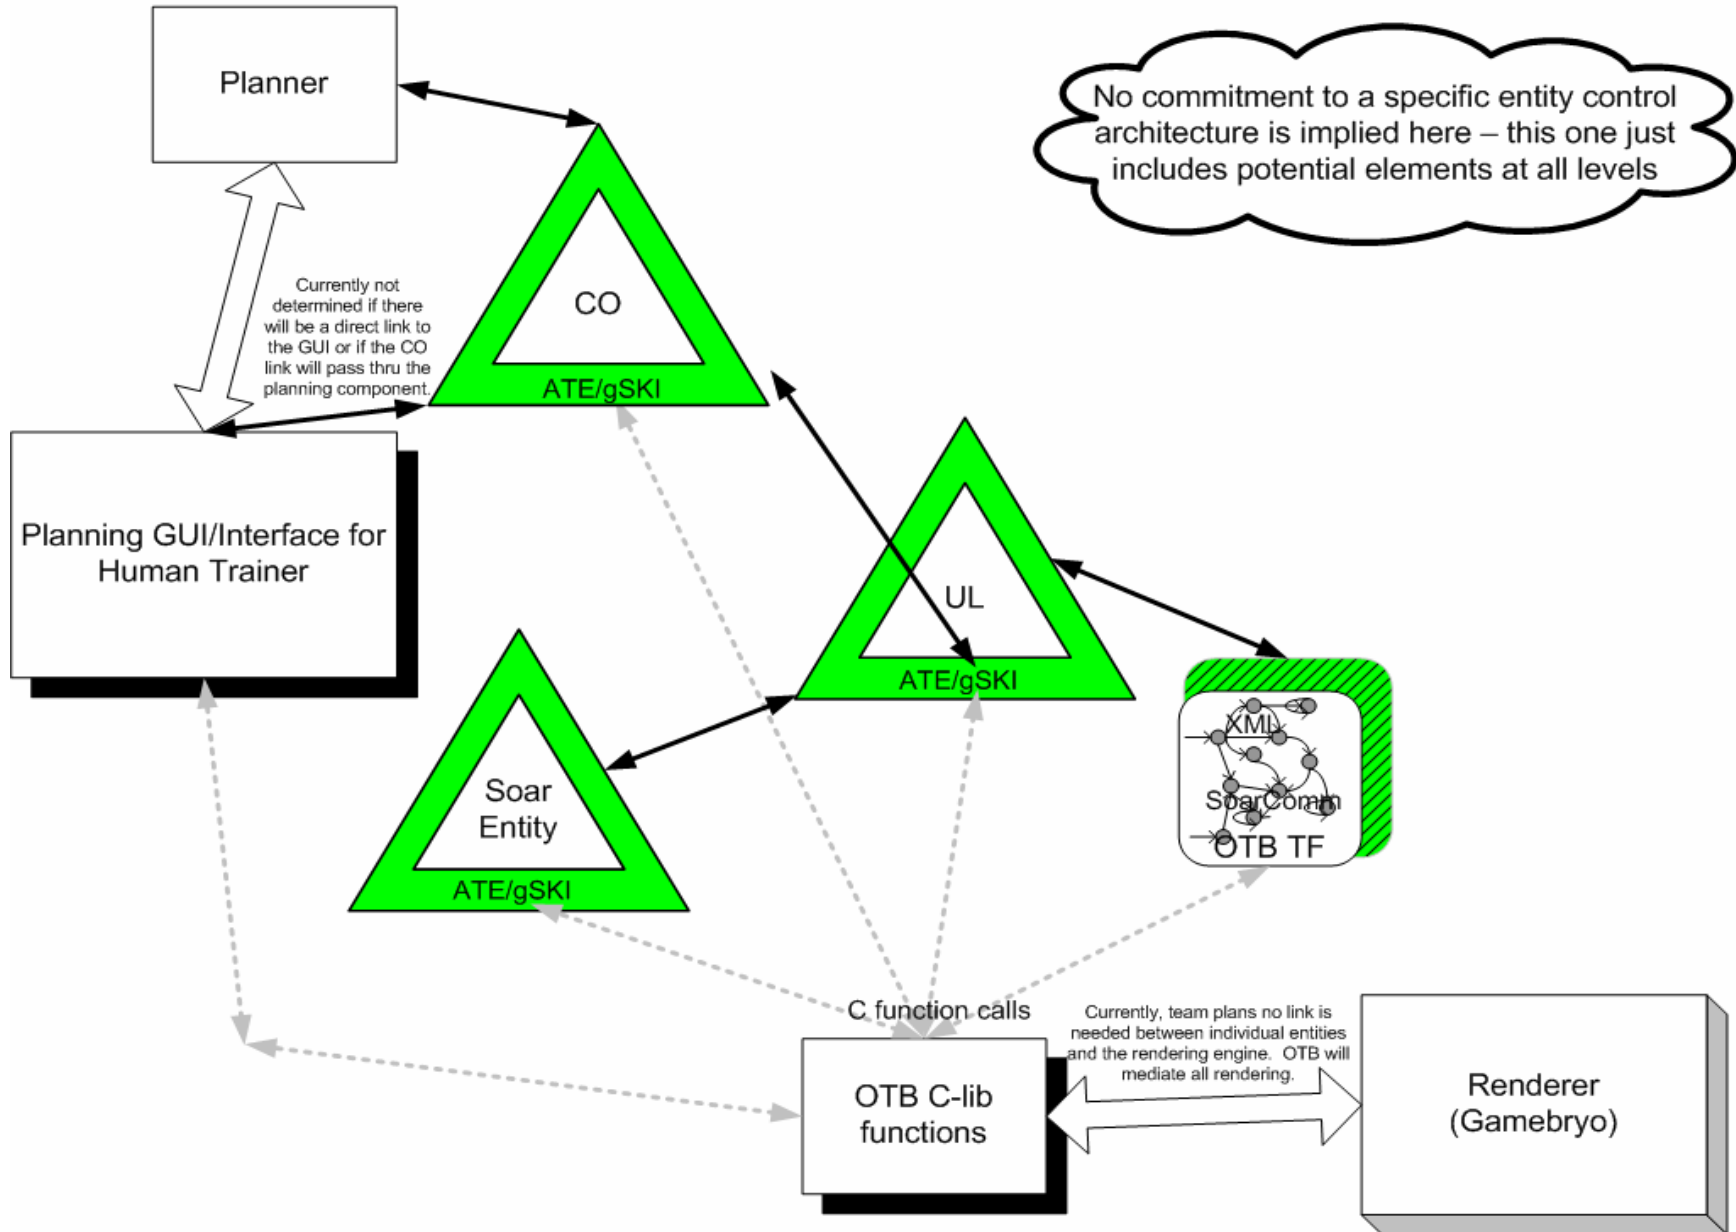 Planner
No commitment to a specific entity control
architecture is implied here – this one just
includes potential elements at all levels
Currently not
determined if there
will be a direct link to
the GUI or if the CO
link will pass thru the
planning component.
CO
ATE/gSKI
Planning GUI/Interface for
Human Trainer
UL
ATE/gSKI
Soar
Entity
ATE/gSKI
XML
SoarComm
OTB TF
C function calls
Currently, team plans no link is
needed between individual entities
and the rendering engine.  OTB will
mediate all rendering.
OTB C-lib
functions
Renderer
(Gamebryo)